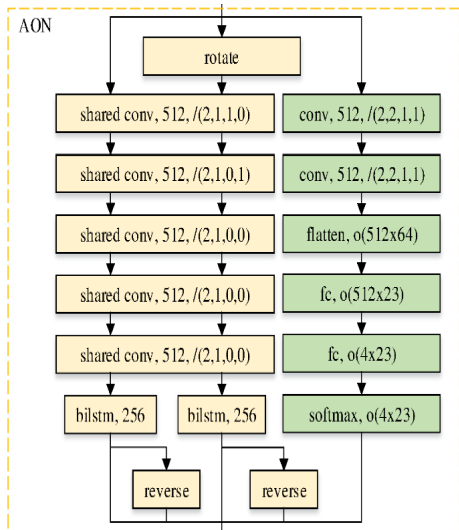 AON
rotate
shared conv, 512, /(2,1,1,0)
conv, 512, /(2,2,1,1)
shared conv, 512, /(2,1,0,1)
conv, 512, /(2,2,1,1)
shared conv, 512, /(2,1,0,0)
flatten, o(512x64)
shared conv, 512, /(2,1,0,0)
fc, o(512x23)
shared conv, 512, /(2,1,0,0)
fc, o(4x23)
bilstm, 256
bilstm, 256
softmax, o(4x23)
reverse
reverse